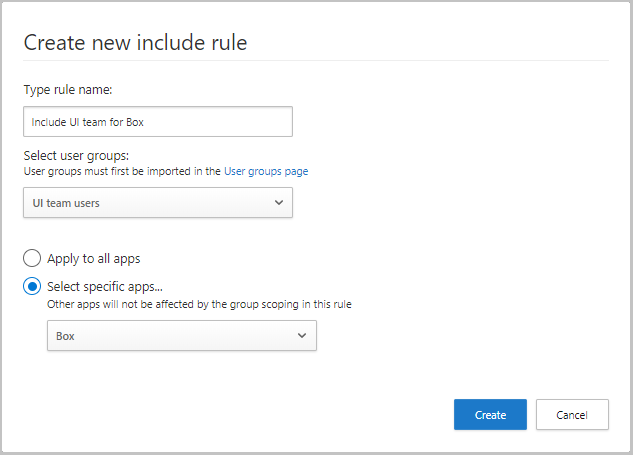 Create new include rule
Type rule name:
Include UI team for Box
Select user groups:
User groups must first be imported in the User groups page
UI team users
Apply to all apps
Select specific apps...
Other apps will not be affected by the group scoping in this rule
Box
Create
Cancel